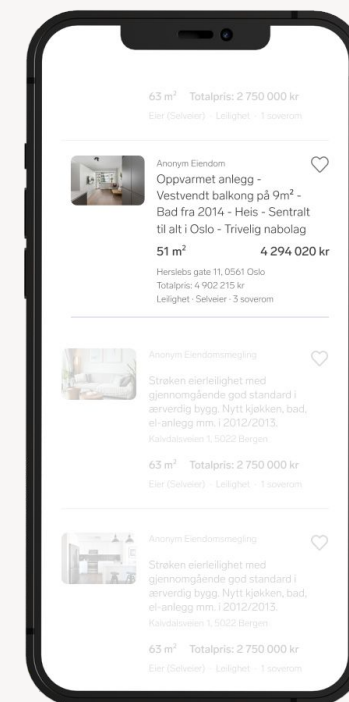 63 m² Totalpris: 2 750 000 kr
Eier (Selveier) · Leilighet · 1 soverom
Anonym Eiendom
Oppvarmet anlegg -
Vestvendt balkong på 9m² -
Bad fra 2014 - Heis - Sentralt
til alt i Oslo - Trivelig nabolag
51 m² 4 294 020 kr
Herslebs gate 11, 0561 Oslo
Totalpris: 4 902 215 kr
Leilighet · Selveier · 3 soverom
Anonym Eiendomsmegling
Strøken eierleilighet med
gjennomgående god standard i
ærverdig bygg. Nytt kjøkken, bad,
el-anlegg mm. i 2012/2013.
Kalvdalsveien 1, 5022 Bergen
63 m² Totalpris: 2 750 000 kr
Eier (Selveier) · Leilighet · 1 soverom
Anonym Eiendomsmegling
Strøken eierleilighet med
gjennomgående god standard i
ærverdig bygg. Nytt kjøkken, bad,
el-anlegg mm. i 2012/2013.
Kalvdalsveien 1, 5022 Bergen
63 m² Totalpris: 2 750 000 kr
Eier (Selveier) · Leilighet · 1 soverom